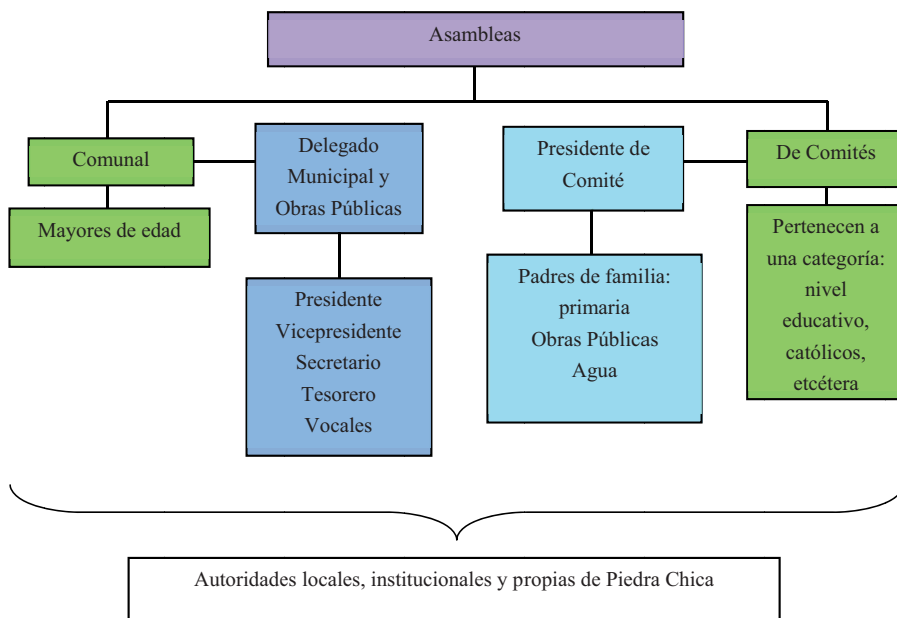 Asambleas
Comunal
Mayores de edad
Delegado
Municipal y
Obras Públicas
Presidente
Vicepresidente
Secretario
Tesorero
Vocales
Presidente de
Comité
Padres de familia:
primaria
Obras Públicas
Agua
De Comités
Pertenecen a
una categoría:
nivel
educativo,
católicos,
etcétera
Autoridades locales, institucionales y propias de Piedra Chica